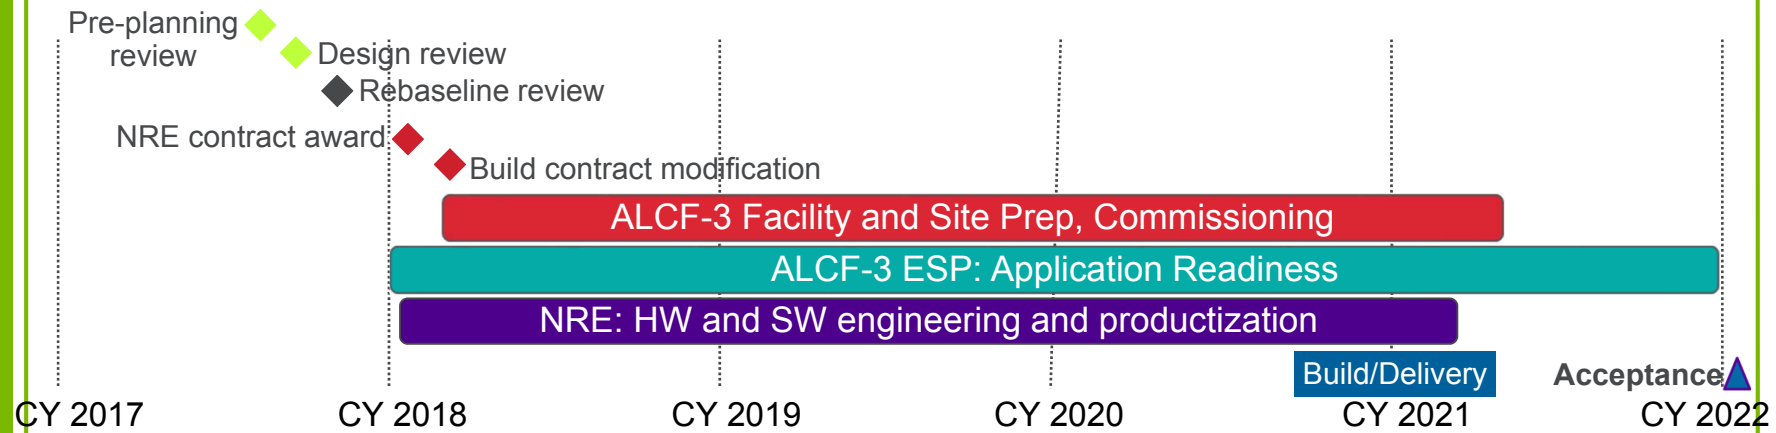 Pre-planning
review
Design review
Rebaseline review
NRE contract award
Build contract modification
ALCF-3 Facility and Site Prep, Commissioning
ALCF-3 ESP: Application Readiness
NRE: HW and SW engineering and productization
Build/Delivery
Acceptance
CY 2017
CY 2018
CY 2019
CY 2020
CY 2021
CY 2022